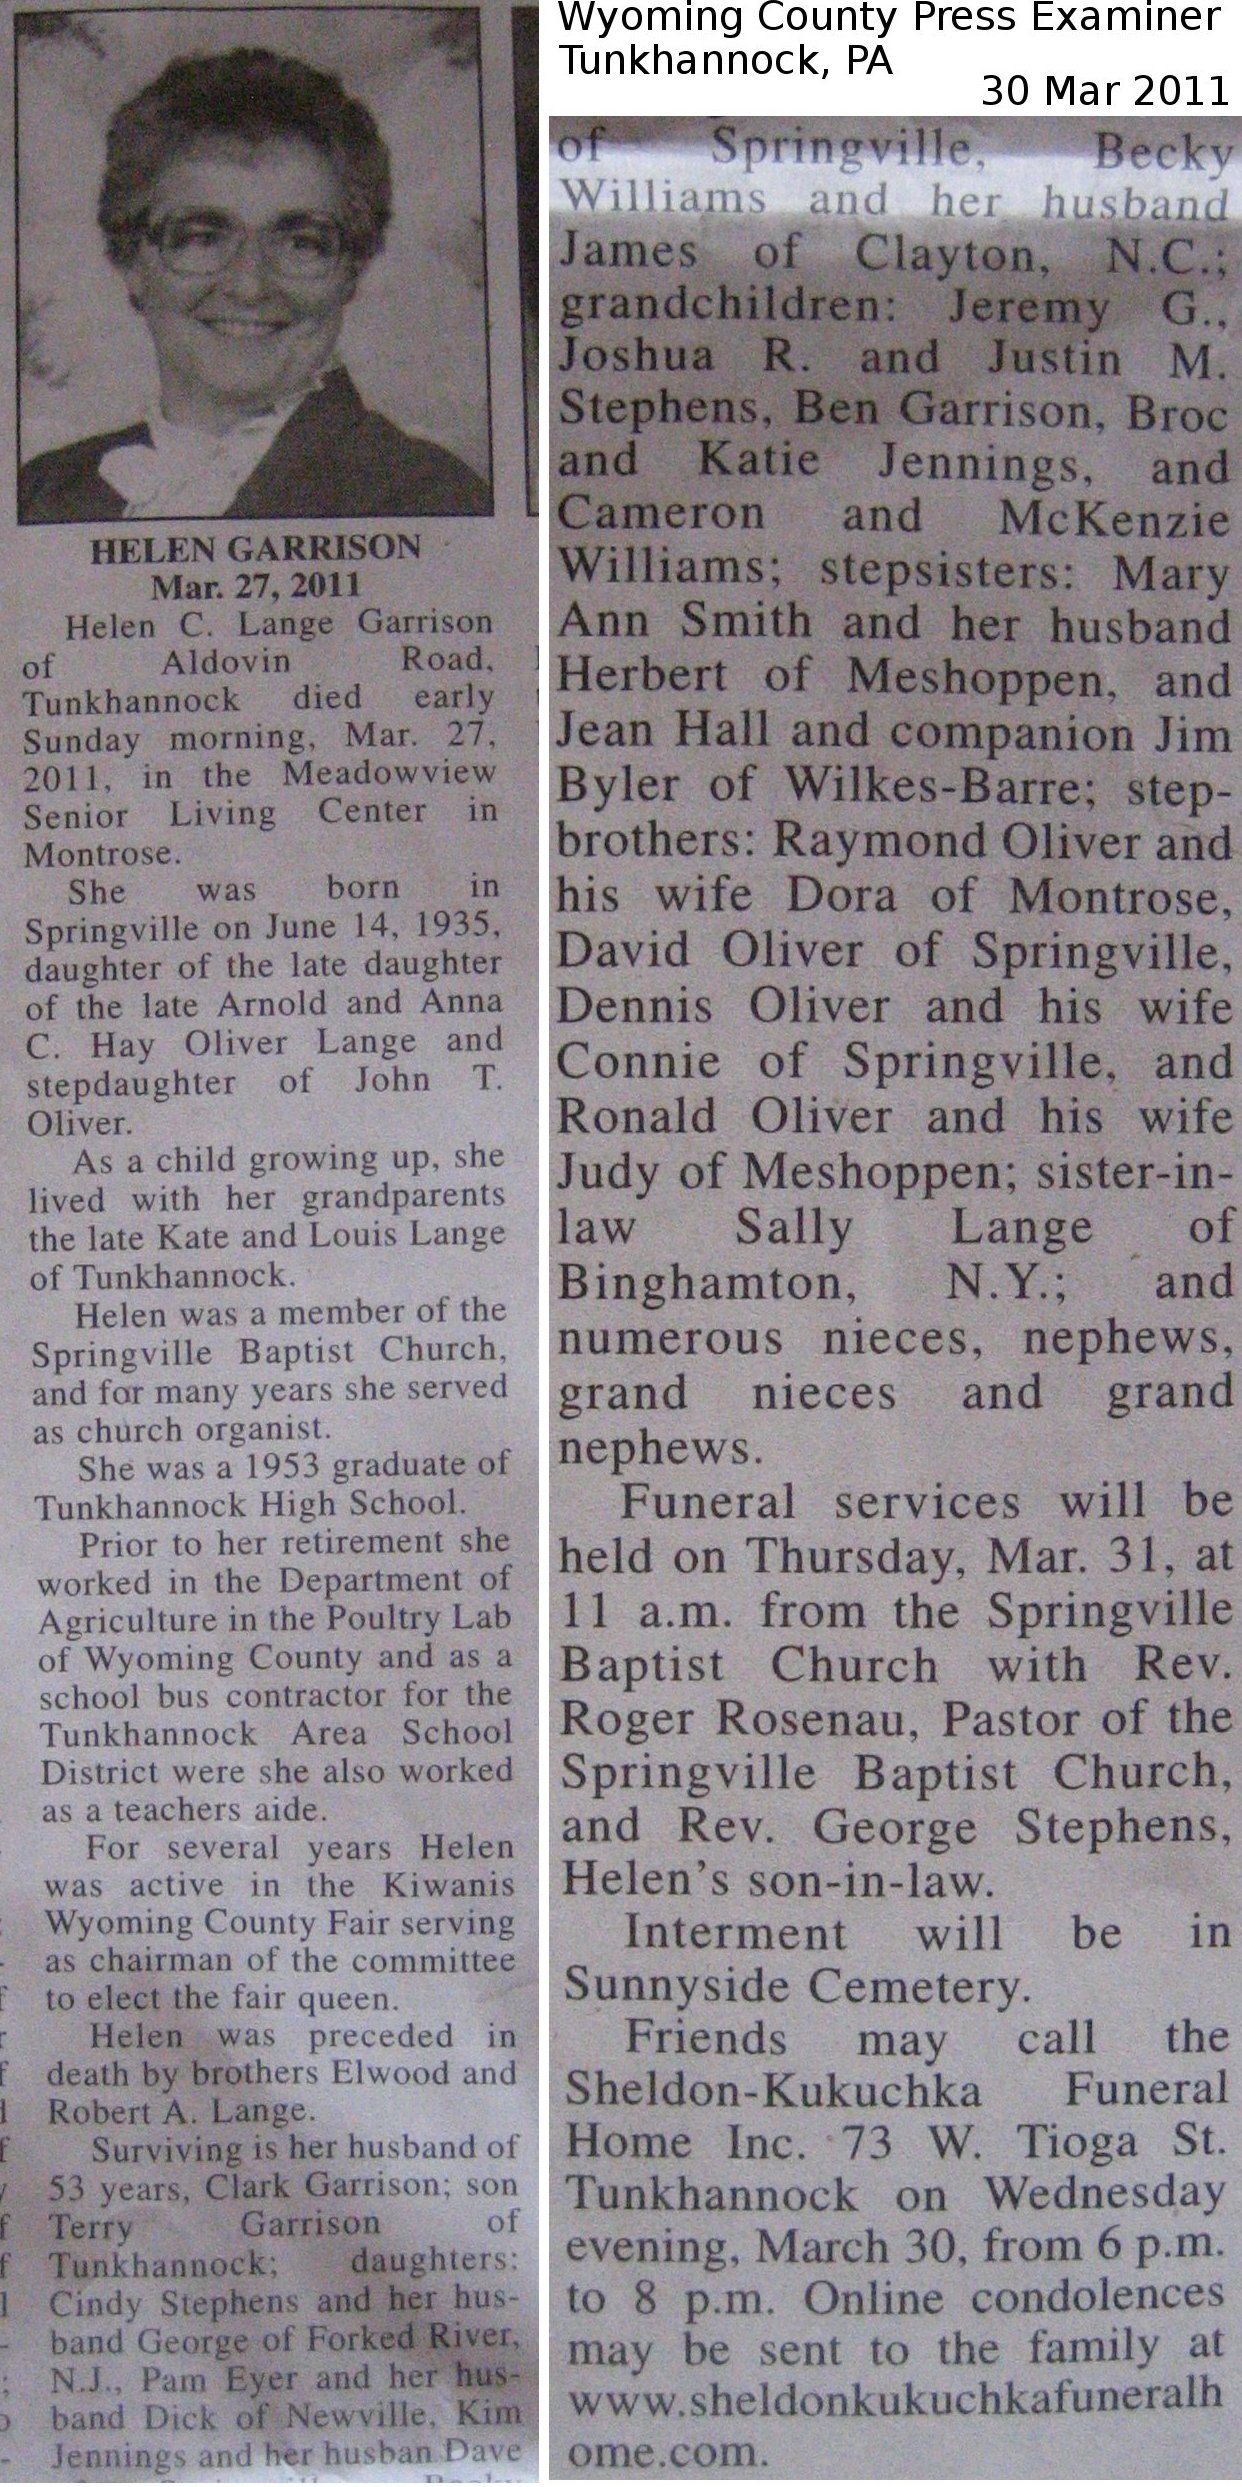 Wyoming County Press Examiner
Tunkhannock, PA
30 Mar 2011
HELEN GARRISON
Mar. 27, 2011
Helen C. Lange Garrison
of Aldovin Road,
Tunkhannock died early
Sunday morning, Mar. 27,
2011, in the Meadowview
Senior Living Center in
Montrose.
She was born in
Springville on June 14, 1935,
daughter of the late daughter
of the late Arnold and Anna
C. Hay Oliver Lange and
stepdaughter of John T.
Oliver.
As a child growing up, she
lived with her grandparents
the late Kate and Louis Lange
of Tunkhannock.
Helen was a member of the
Springville Baptist Church,
and for many years she served
as church organist.
She was a 1953 graduate of
Tunkhannock High School.
Prior to her retirement she
worked in the Department of
Agriculture in the Poultry Lab
of Wyoming County and as a
school bus contractor for the
Tunkhannock Area School
District were she also worked
as a teachers aide.
For several years Helen
was active in the Kiwanis
Wyoming County Fair serving
as chairman of the committee
to elect the fair queen.
Helen was preceded in
death by brothers Elwood and
Robert A. Lange.
Surviving is her husband of
53 years, Clark Garrison; son
Terry Garrison of
Tunkhannock; daughters:
Cindy Stephens and her hus-
band George of Forked River,
N.J., Pam Eyer and her hus-
band Dick of Newville, Kim
Jennings and her husban Dave
of Springville, Becky
Williams and her husband
James of Clayton, N.C.;
grandchildren: Jeremy G.,
Joshua R. and Justin M.
Stephens, Ben Garrison, Broc
and Katie Jennings, and
Cameron and McKenzie
Williams; stepsisters: Mary
Ann Smith and her husband
Herbert of Meshoppen, and
Jean Hall and companion Jim
Byler of Wilkes-Barre; step-
brothers: Raymond Oliver and
his wife Dora of Montrose,
David Oliver of Springville,
Dennis Oliver and his wife
Connie of Springville, and
Ronald Oliver and his wife
Judy of Meshoppen; sister-in-
law Sally Lange of
Binghamton, N.Y.; and
numerous nieces, nephews,
grand nieces and grand
nephews.
Funeral services will be
held on Thursday, Mar. 31, at
11 a.m. from the Springville
Baptist Church with Rev.
Roger Rosenau, Pastor of the
Springville Baptist Church,
and Rev. George Stephens,
Helen's son-in-law.
Interment will be in
Sunnyside Cemetery.
Friends may call the
Sheldon-Kukuchka Funeral
Home Inc. 73 W. Tioga St.
Tunkhannock on Wednesday
evening, March 30, from 6 p.m.
to 8 p.m. Online condolences
may be sent to the family at
www.sheldonkukuchkafuneralh
ome.com.